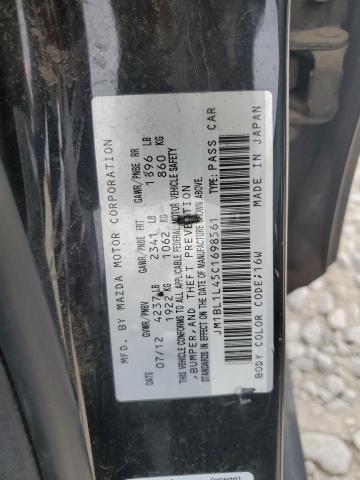 MFD. BY MAZDA MOTOR CORPORATION
DATE GVWR/PNBV GAWR/PNBE FRT GAWR/PNBE RR
07/12 4237 LB 2341 LB 1896 LB
1922 KG 1062 KG 860 KG
THIS VEHICLE CONFORMS TO ALL APPLICABLE FEDERAL MOTOR VEHICLE SAFETY
, BUMPER, AND THEFT PREVENTION
STANDARDS IN EFFECT ON THE DATE OF MANUFACTURE SHOWN ABOVE.
JM1BL1L45C1698561 TYPE: PASS CAR
BODY COLOR CODE: 16W MADE IN JAPAN